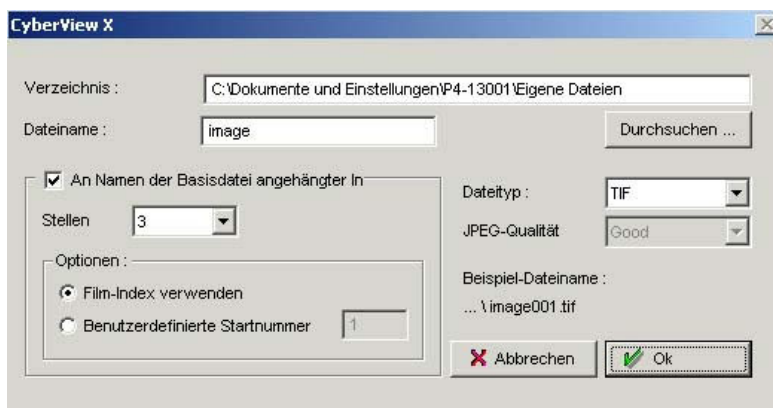 CyberView X
Verzeichnis :
C:\Dokumente und Einstellungen\P4-13001\Eigene Dateien
Dateiname :
image
Durchsuchen ...
An Namen der Basisdatei angehängter In
Stellen
3
Optionen :
Film-Index verwenden
Benutzerdefinierte Startnummer
1
Dateityp :
TIF
JPEG-Qualität
Good
Beispiel-Dateiname :
... \image001.tif
Abbrechen
Ok